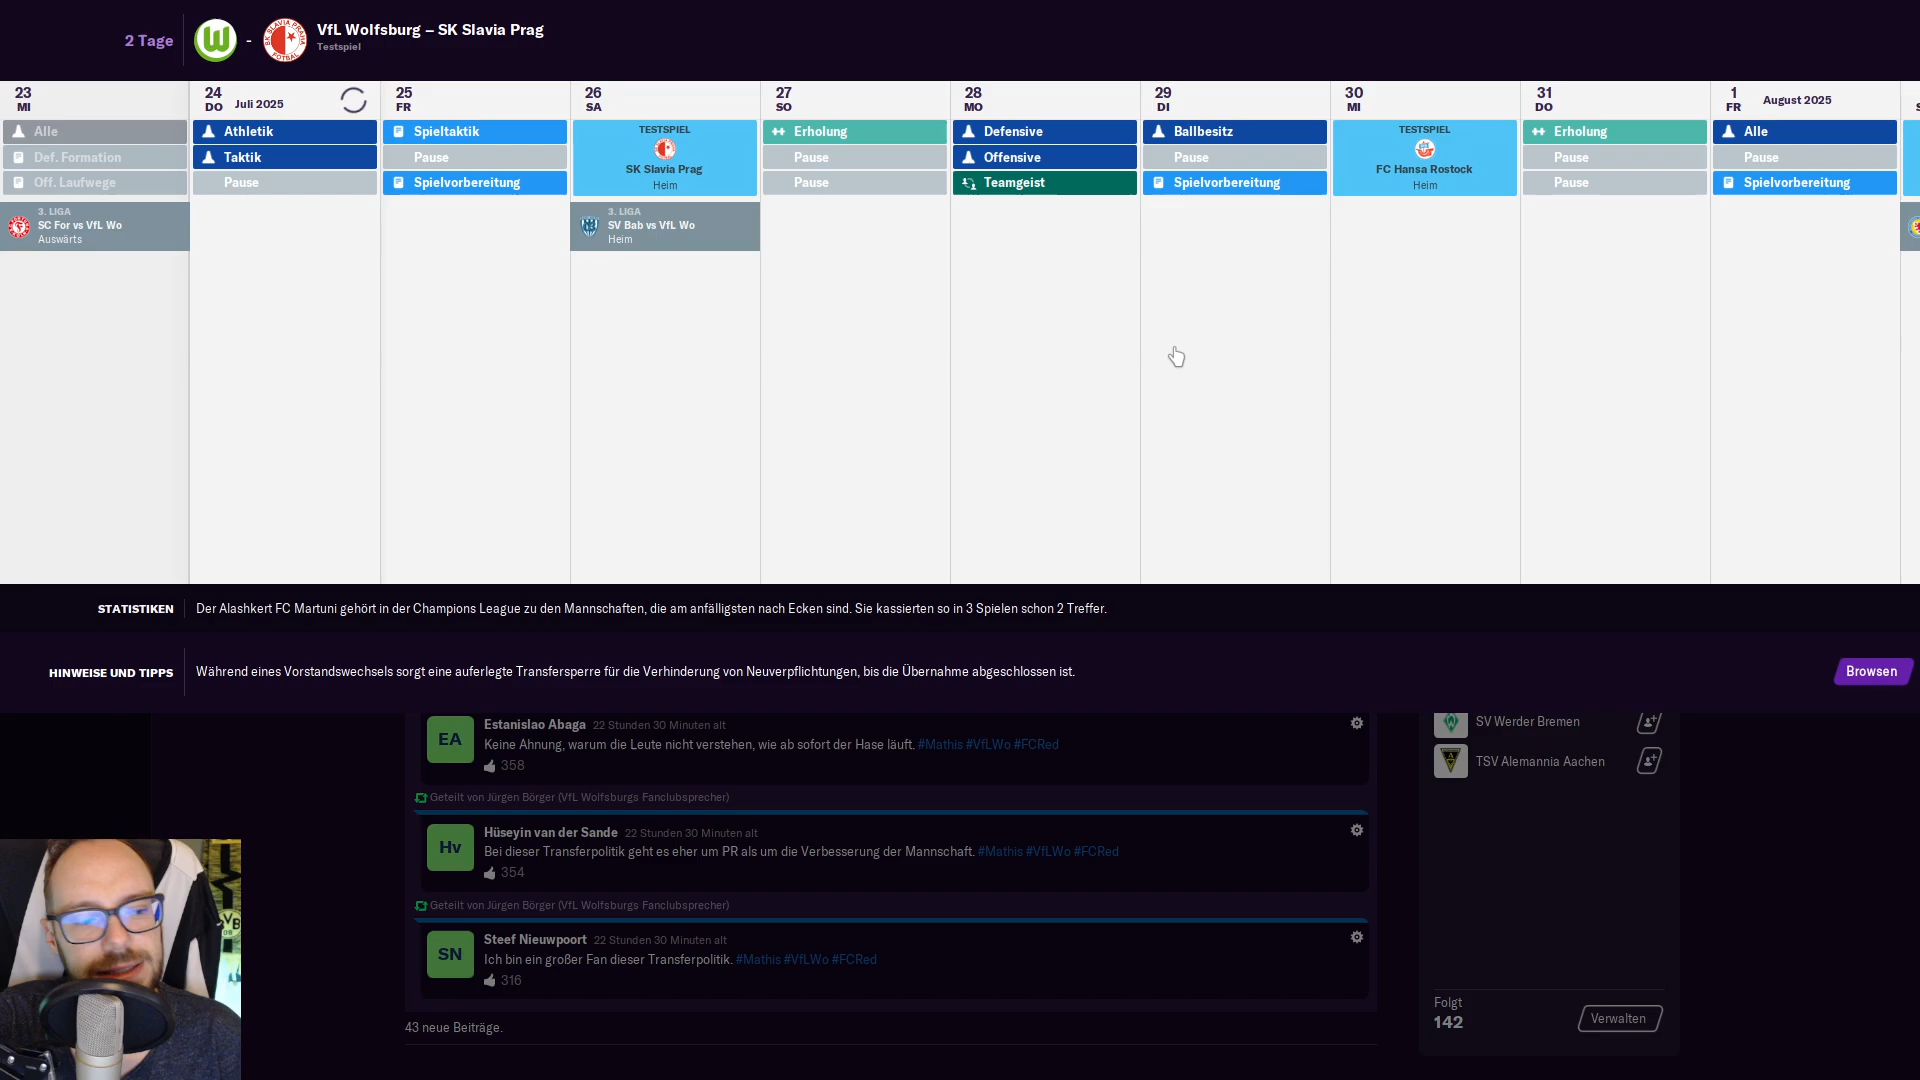 2 Tage
VfL Wolfsburg – SK Slavia Prag
Testspiel
23
MI
24
DO Juli 2025
25
FR
26
SA
27
SO
28
MO
29
DI
30
MI
31
DO
1
FR August 2025
Alle
Def. Formation
Off. Laufwege
Athletik
Taktik
Pause
Spieltaktik
Pause
Spielvorbereitung
TESTSPIEL
SK Slavia Prag
Heim
Erholung
Pause
Pause
Defensive
Offensive
Teamgeist
Ballbesitz
Pause
Spielvorbereitung
TESTSPIEL
FC Hansa Rostock
Heim
Erholung
Pause
Pause
Alle
Pause
Spielvorbereitung
3. LIGA
SC For vs VfL Wo
Auswärts
3. LIGA
SV Bab vs VfL Wo
Heim
STATISTIKEN Der Alashkert FC Martuni gehört in der Champions League zu den Mannschaften, die am anfälligsten nach Ecken sind. Sie kassierten so in 3 Spielen schon 2 Treffer.
HINWEISE UND TIPPS Während eines Vorstandswechsels sorgt eine auferlegte Transfersperre für die Verhinderung von Neuverpflichtungen, bis die Übernahme abgeschlossen ist.
Browsen
EA
Estanislao Abaga 22 Stunden 30 Minuten alt
Keine Ahnung, warum die Leute nicht verstehen, wie ab sofort der Hase läuft. #Mathis #VfLWo #FCRed
358
Geteilt von Jürgen Börger (VfL Wolfsburgs Fanclubsprecher)
Hv
Hüseyin van der Sande 22 Stunden 30 Minuten alt
Bei dieser Transferpolitik geht es eher um PR als um die Verbesserung der Mannschaft. #Mathis #VfLWo #FCRed
354
Geteilt von Jürgen Börger (VfL Wolfsburgs Fanclubsprecher)
SN
Steef Nieuwpoort 22 Stunden 30 Minuten alt
Ich bin ein großer Fan dieser Transferpolitik. #Mathis #VfLWo #FCRed
316
43 neue Beiträge.
SV Werder Bremen
TSV Alemannia Aachen
Folgt
142
Verwalten